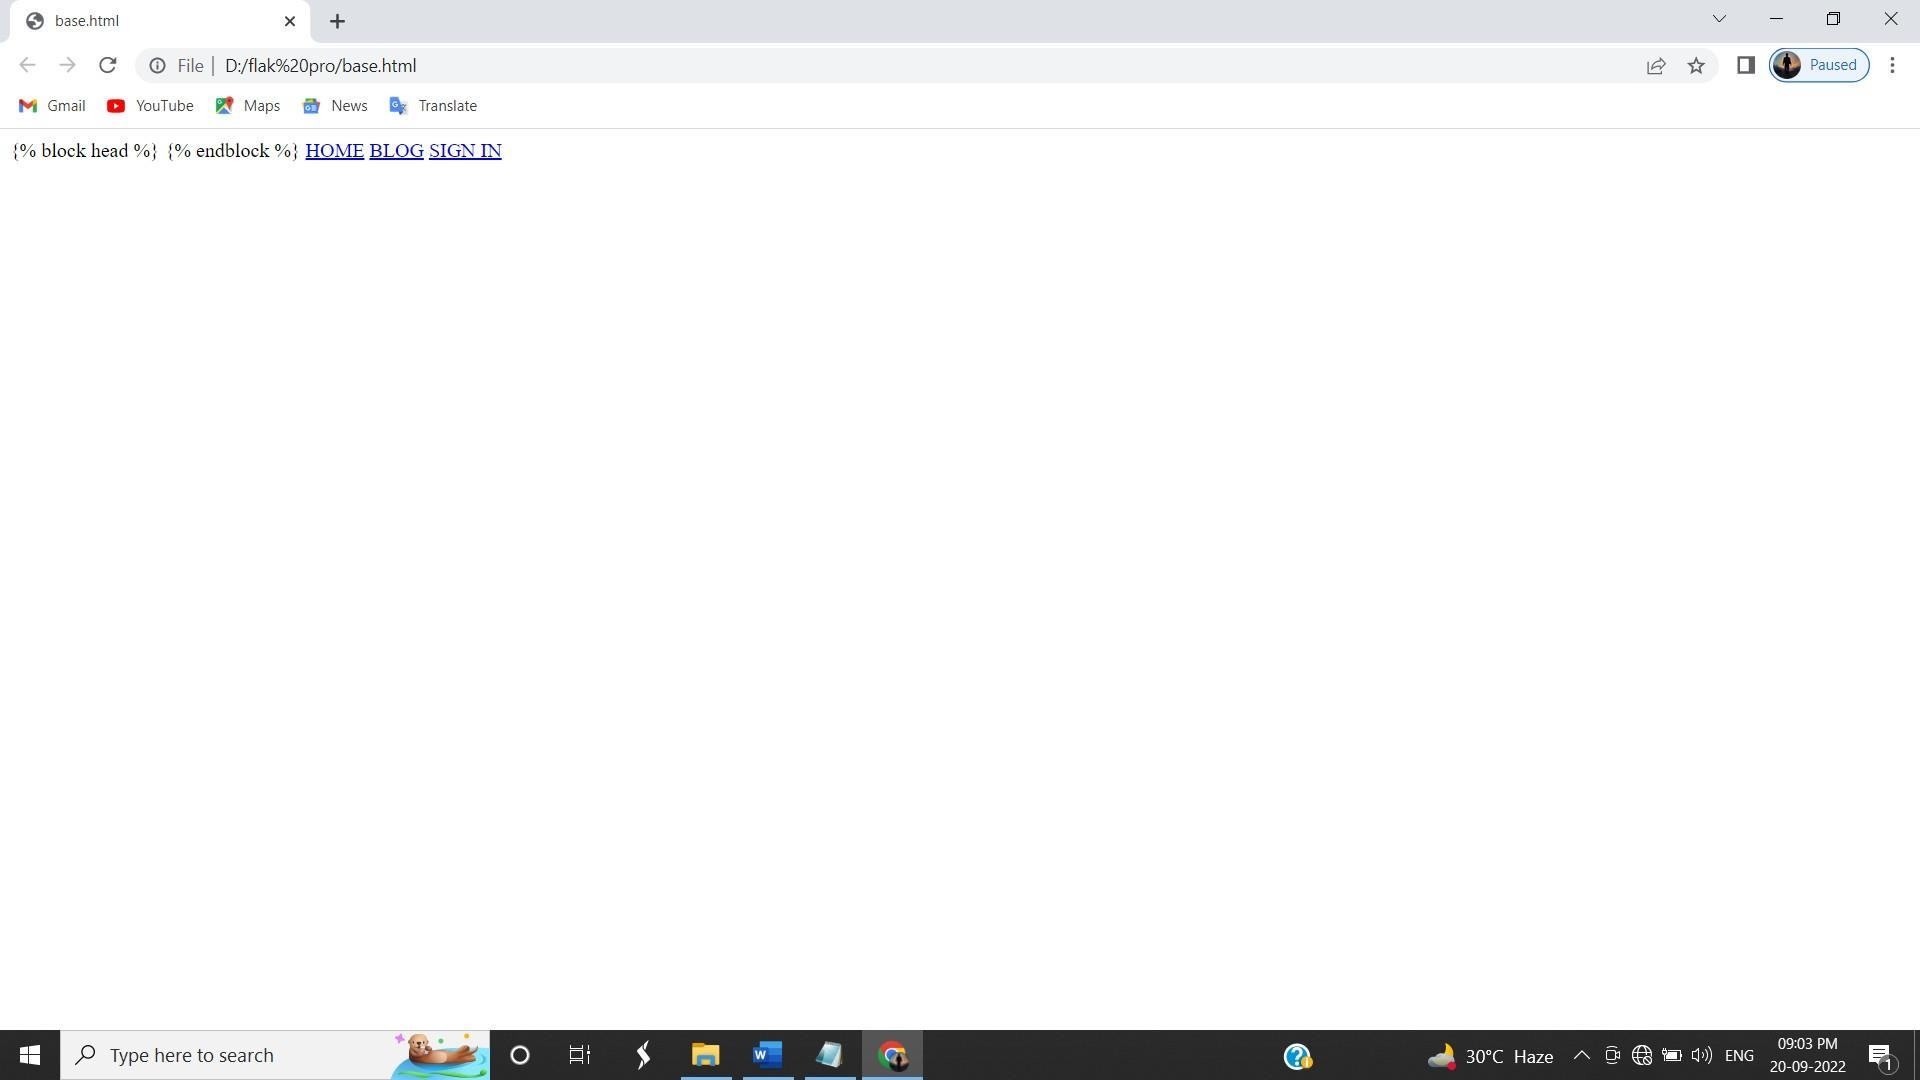 base.html
File | D:/flak%20pro/base.html
Paused
Gmail YouTube Maps News Translate
{% block head %} {% endblock %} HOME BLOG SIGN IN
Type here to search
30°C Haze
ENG
09:03 PM
20-09-2022
1